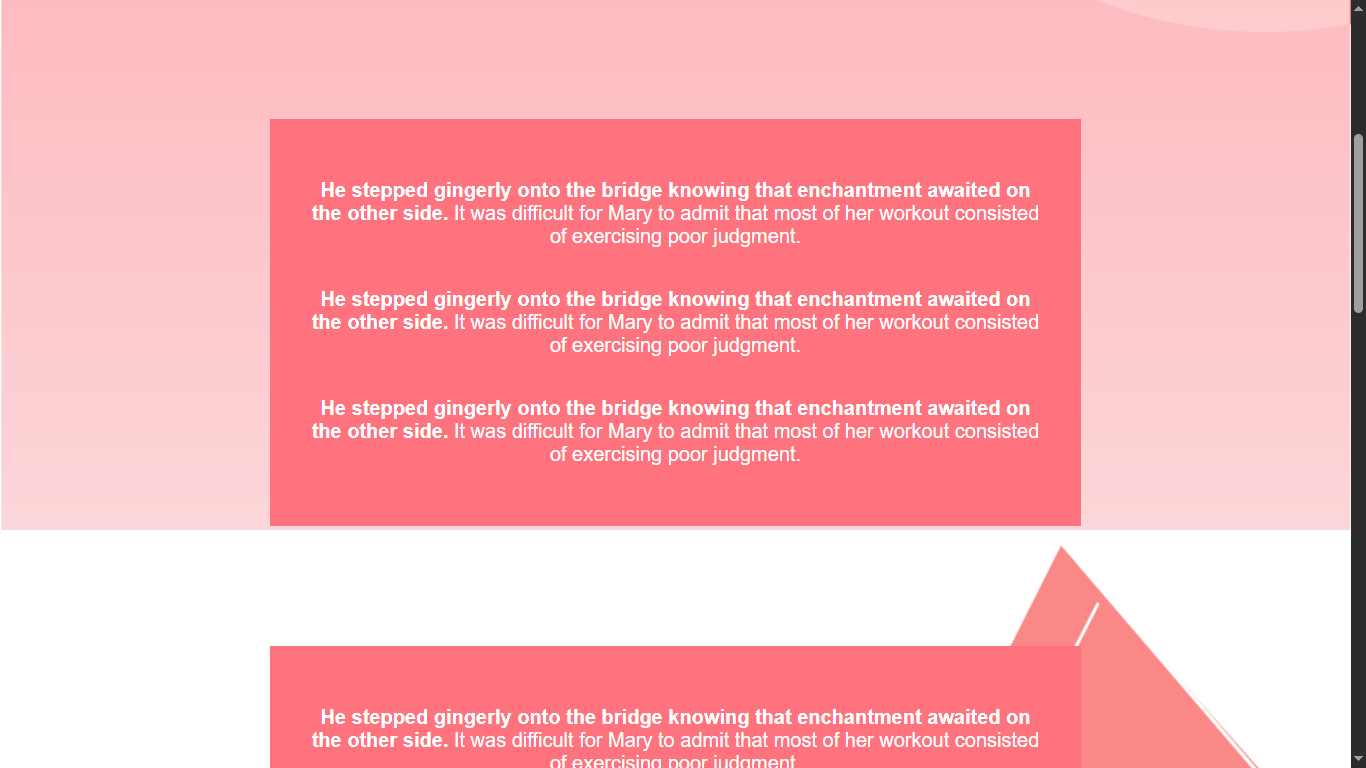 He stepped gingerly onto the bridge knowing that enchantment awaited on
the other side. It was difficult for Mary to admit that most of her workout consisted
of exercising poor judgment.
He stepped gingerly onto the bridge knowing that enchantment awaited on
the other side. It was difficult for Mary to admit that most of her workout consisted
of exercising poor judgment.
He stepped gingerly onto the bridge knowing that enchantment awaited on
the other side. It was difficult for Mary to admit that most of her workout consisted
of exercising poor judgment.
He stepped gingerly onto the bridge knowing that enchantment awaited on
the other side. It was difficult for Mary to admit that most of her workout consisted
of exercising poor judgment.